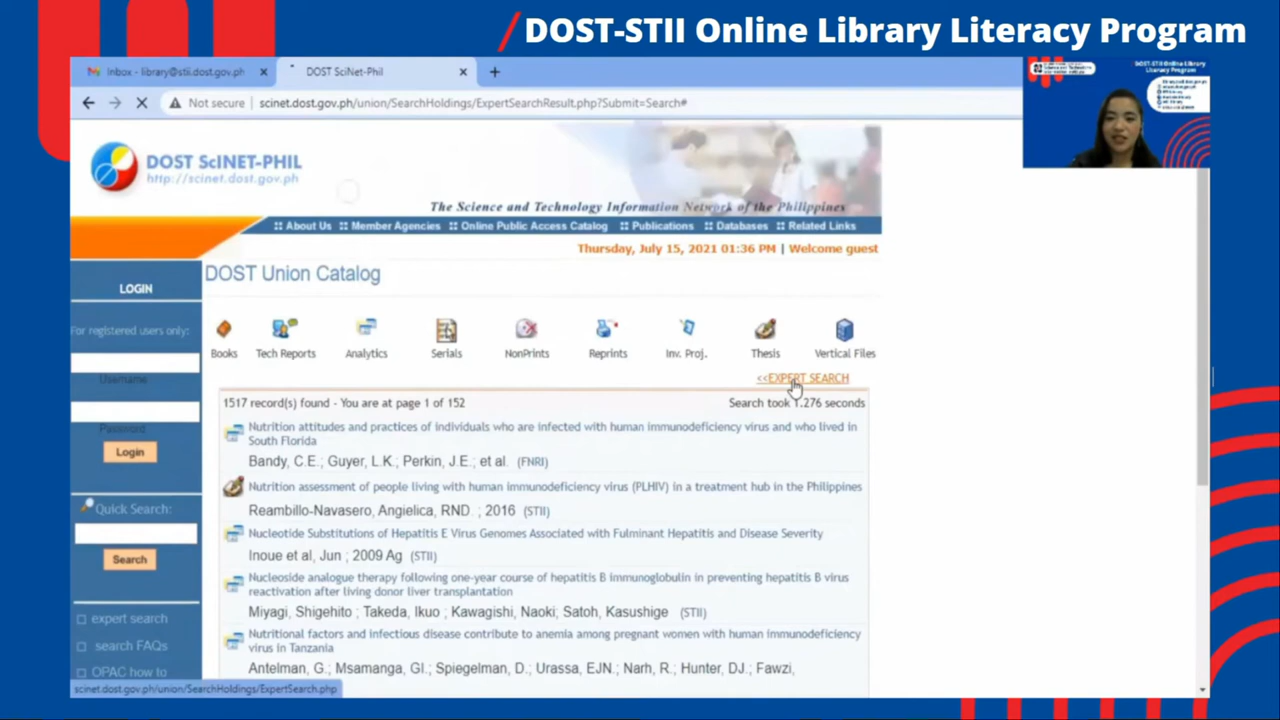 DOST-STII Online Library Literacy Program
Inbox - library@stii.dost.gov.ph
DOST SciNet-Phil
Not secure
scinet.dost.gov.ph/union/SearchHoldings/ExpertSearchResult.php?Submit=Search#
DOST-STII Online Library
Literacy Program
DOST ScINET-PHIL
http://scinet.dost.gov.ph
The Science and Technology Information Network of the Philippines
:: About Us :: Member Agencies :: Online Public Access Catalog :: Publications :: Databases :: Related Links
Thursday, July 15, 2021 01:36 PM | Welcome guest
DOST Union Catalog
LOGIN
For registered users only:
Username
Password
Login
Quick Search:
Search
expert search
search FAQs
OPAC how to
Books
Tech Reports
Analytics
Serials
NonPrints
Reprints
Inv. Proj.
Thesis
Vertical Files
<<EXPERT SEARCH
1517 record(s) found - You are at page 1 of 152
Search took 1.276 seconds
Nutrition attitudes and practices of individuals who are infected with human immunodeficiency virus and who lived in
South Florida
Bandy, C.E.; Guyer, L.K.; Perkin, J.E.; et al. (FNRI)
Nutrition assessment of people living with human immunodeficiency virus (PLHIV) in a treatment hub in the Philippines
Reambillo-Navasero, Angielica, RND. ; 2016 (STII)
Nucleotide Substitutions of Hepatitis E Virus Genomes Associated with Fulminant Hepatitis and Disease Severity
Inoue et al, Jun ; 2009 Ag (STII)
Nucleoside analogue therapy following one-year course of hepatitis B immunoglobulin in preventing hepatitis B virus
reactivation after living donor liver transplantation
Miyagi, Shigehito ; Takeda, Ikuo ; Kawagishi, Naoki; Satoh, Kasushige (STII)
Nutritional factors and infectious disease contribute to anemia among pregnant women with human immunodeficiency
virus in Tanzania
Antelman, G.; Msamanga, GI.; Spiegelman, D.; Urassa, EJN.; Narh, R.; Hunter, DJ.; Fawzi,
scinet.dost.gov.ph/union/SearchHoldings/ExpertSearch.php